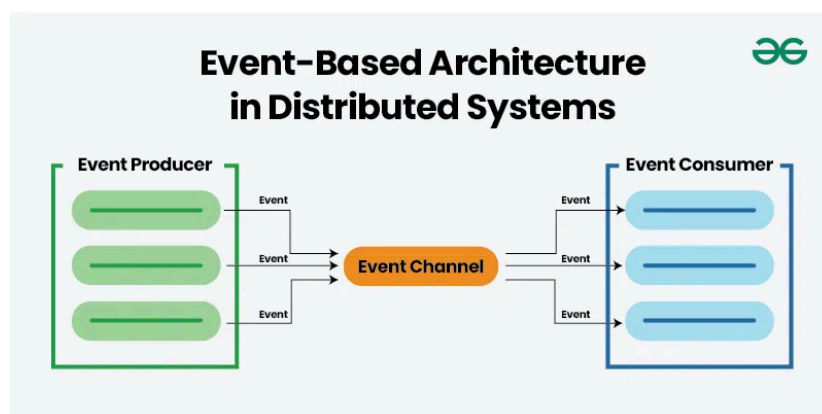 Event-Based Architecture
in Distributed Systems
Event Producer
Event
Event
Event
Event Channel
Event Consumer
Event
Event
Event